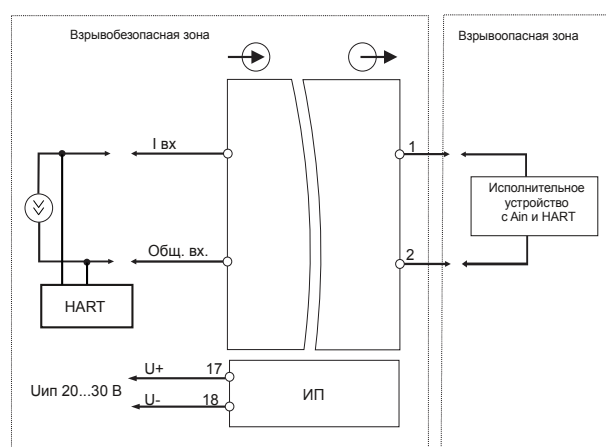 Взрывобезопасная зона
Взрывоопасная зона
I вх
1
Исполнительное
устройство
с Ain и HART
Общ. вх.
2
HART
U+
17
Uип 20...30 В
ИП
U-
18